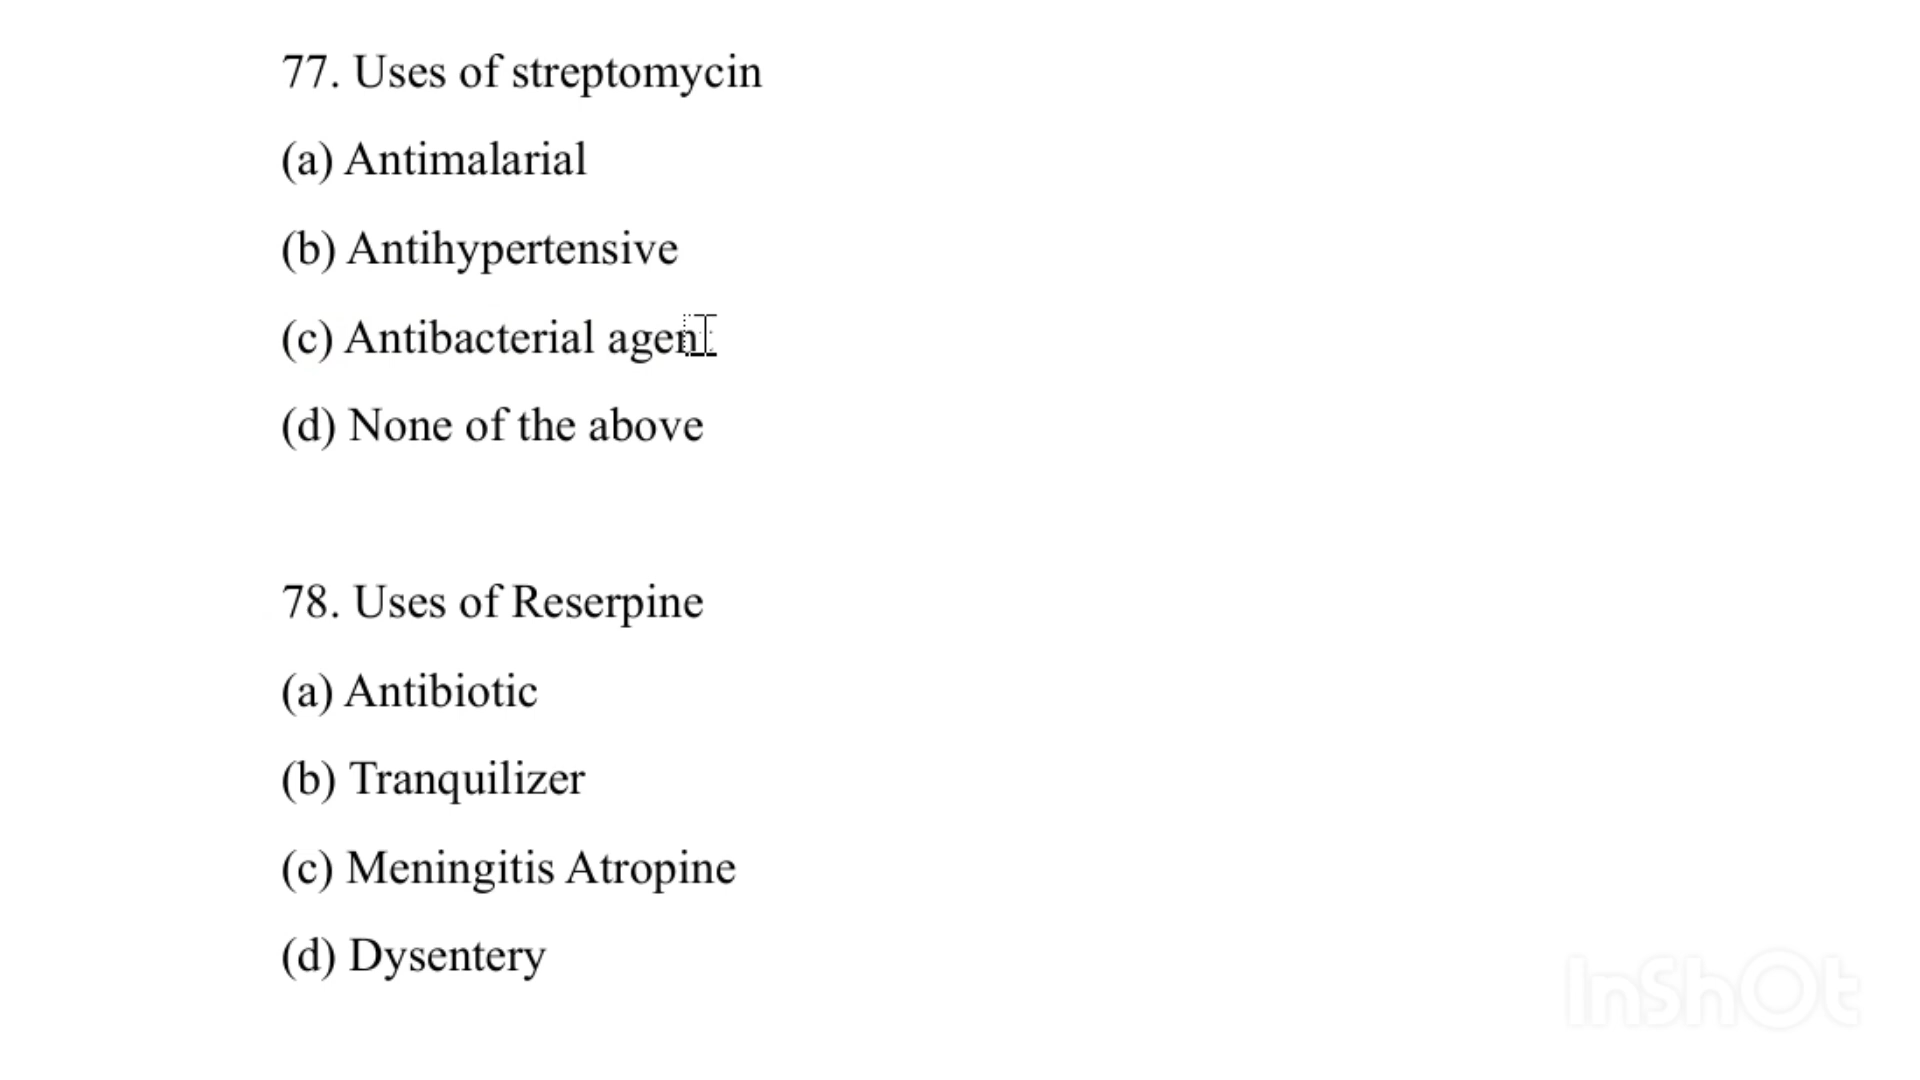 77. Uses of streptomycin
(a) Antimalarial
(b) Antihypertensive
(c) Antibacterial agen
(d) None of the above
78. Uses of Reserpine
(a) Antibiotic
(b) Tranquilizer
(c) Meningitis Atropine
(d) Dysentery
InShOt